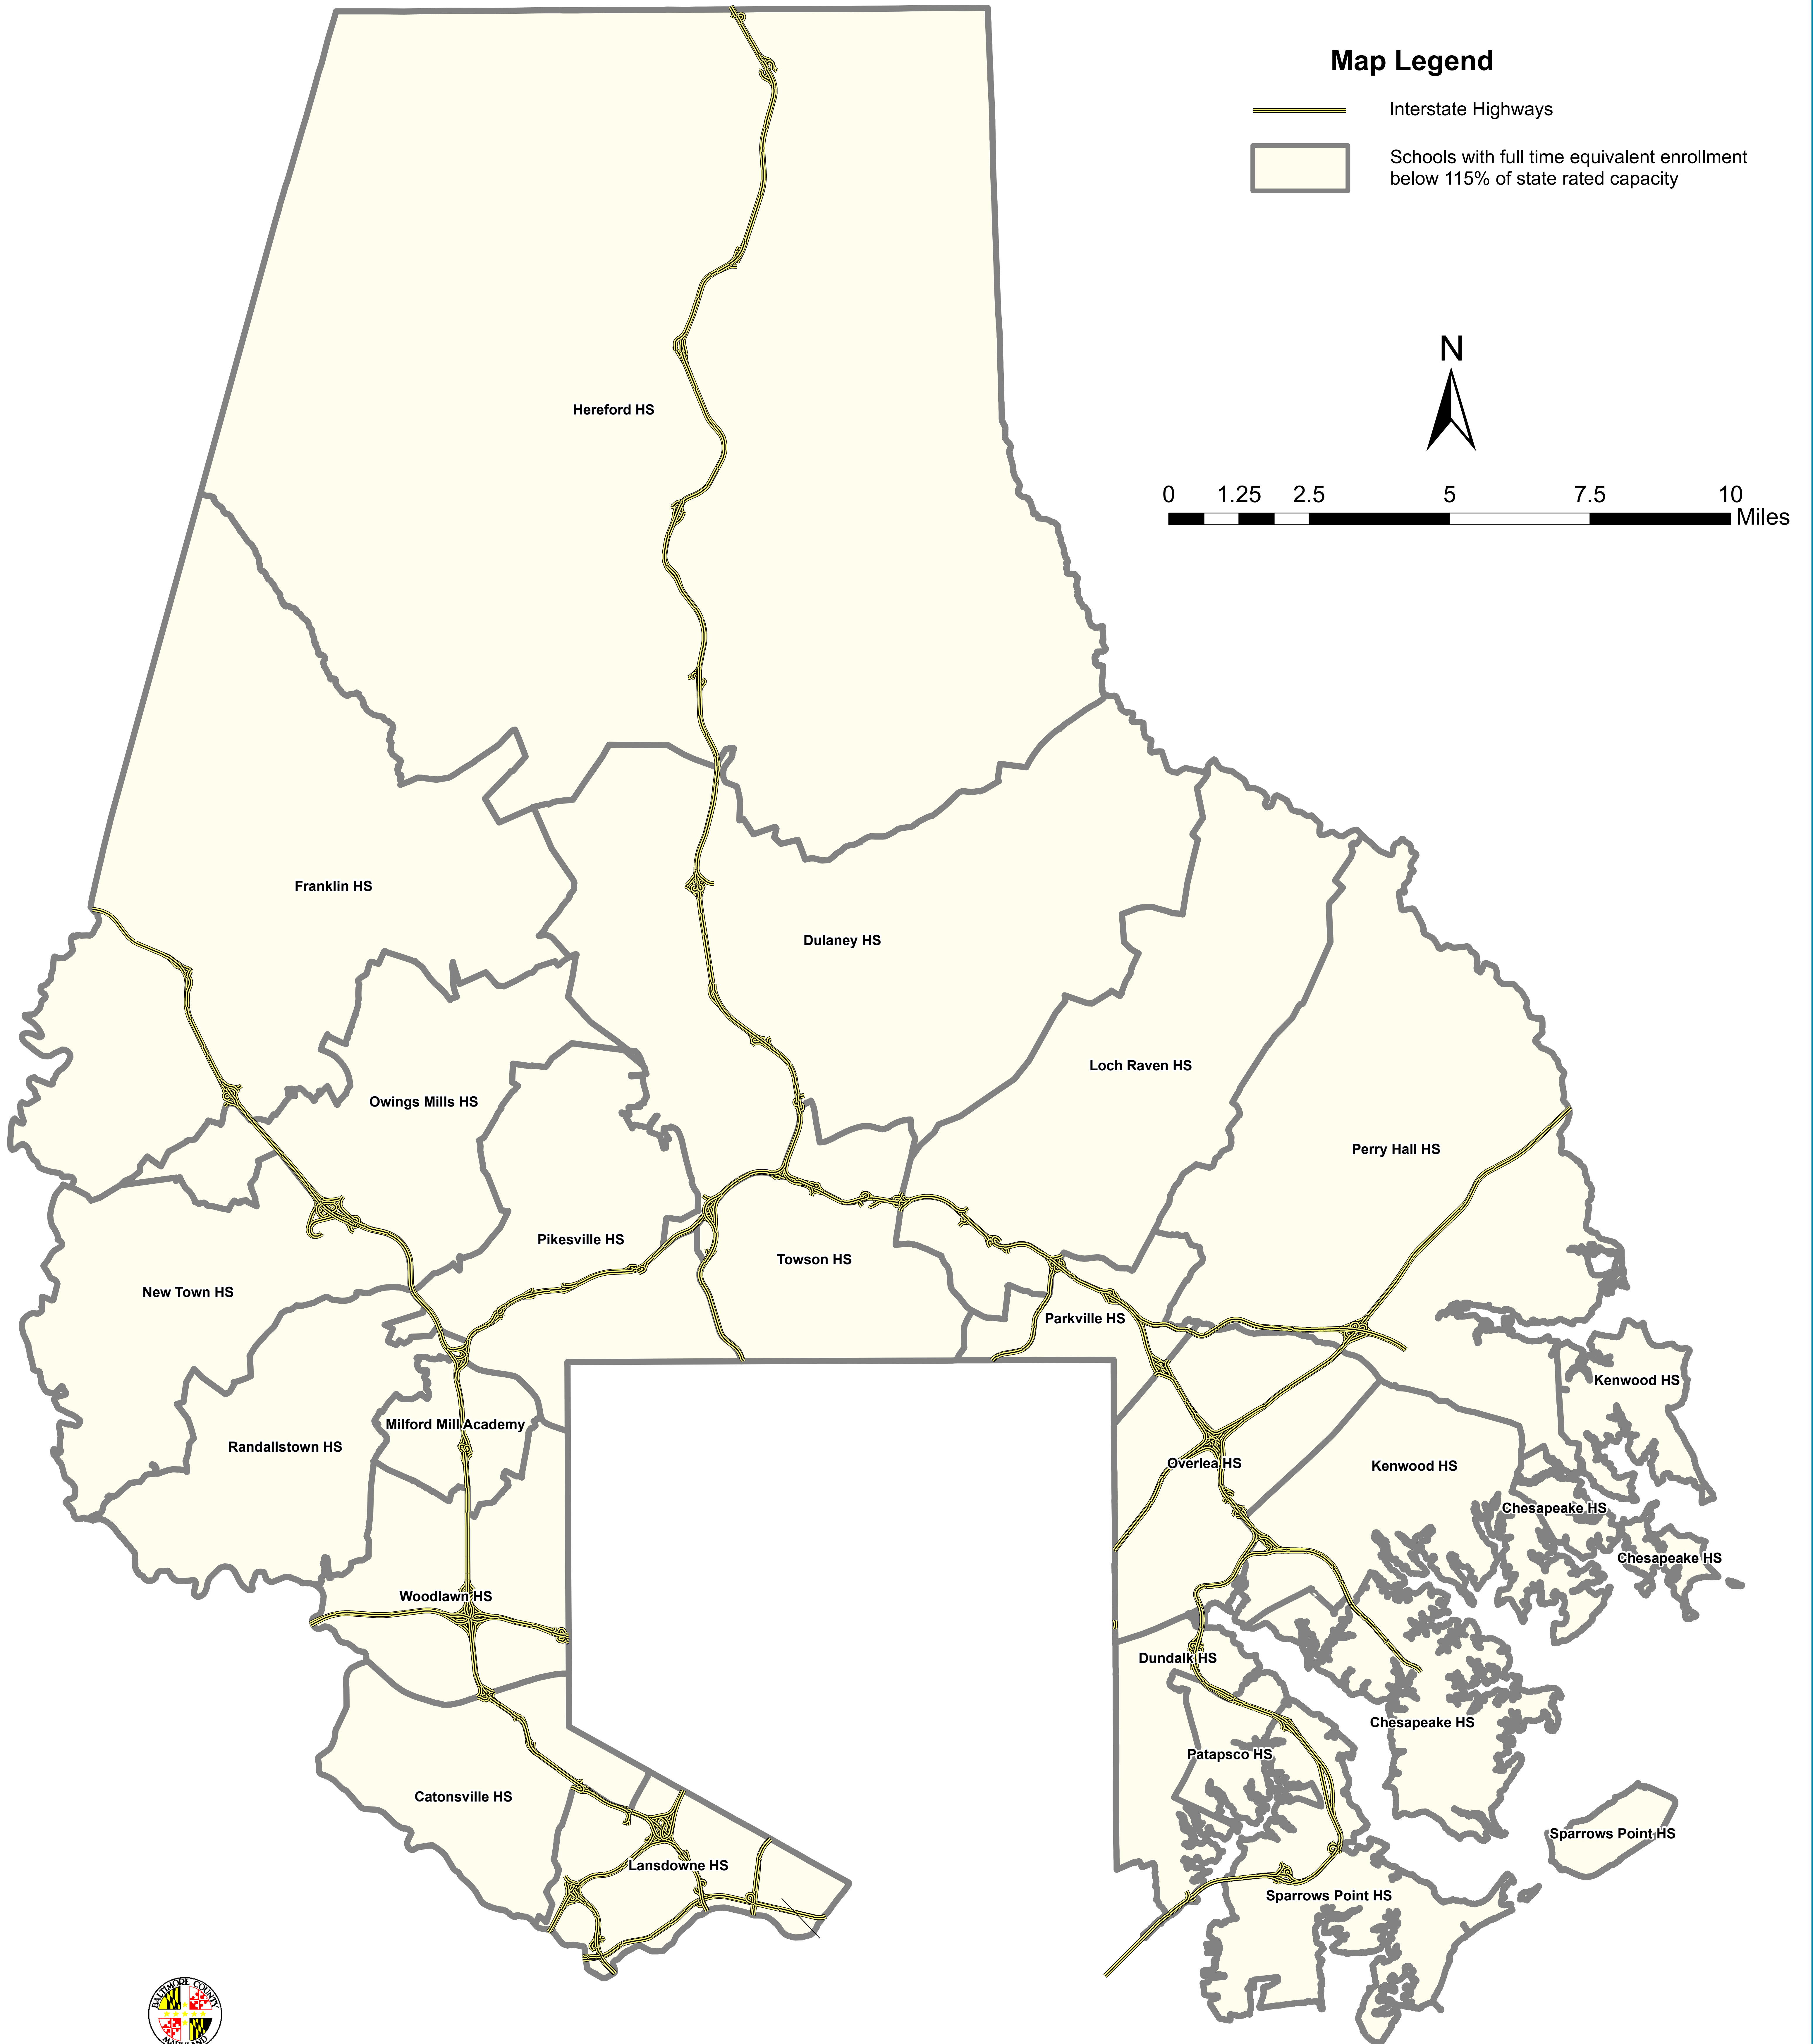 Map Legend
Interstate Highways
Schools with full time equivalent enrollment
below 115% of state rated capacity
N
0 1.25 2.5 5 7.5 10
Miles
Hereford HS
Franklin HS
Dulaney HS
Loch Raven HS
Owings Mills HS
Perry Hall HS
Pikesville HS
Towson HS
New Town HS
Parkville HS
Kenwood HS
Milford Mill Academy
Randallstown HS
Overlea HS
Kenwood HS
Chesapeake HS
Chesapeake HS
Woodlawn HS
Dundalk HS
Chesapeake HS
Patapsco HS
Catonsville HS
Sparrows Point HS
Lansdowne HS
Sparrows Point HS
BALTIMORE COUNTY
MARYLAND